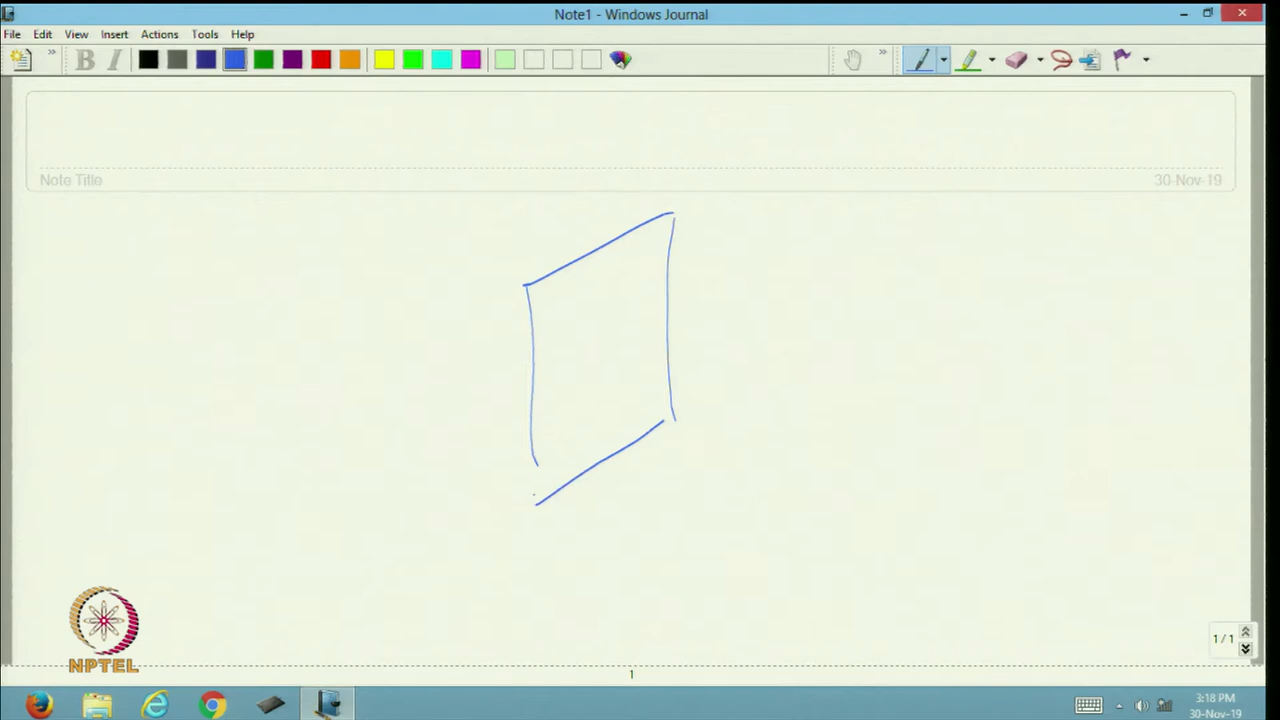 Note1 - Windows Journal
File Edit View Insert Actions Tools Help
B I
Note Title
30-Nov-19
NPTEL
1 / 1
1
3:18 PM
30-Nov-19